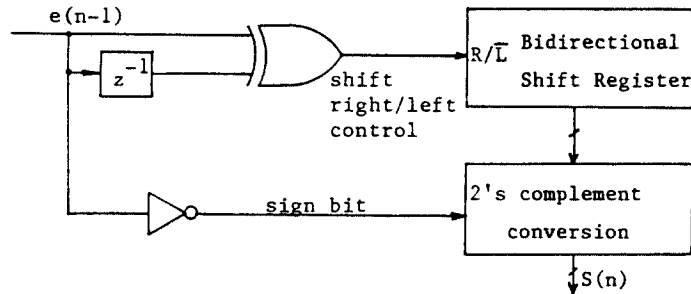 e(n-1)
z⁻¹
shift
right/left
control
R/L̅ Bidirectional
Shift Register
sign bit
2's complement
conversion
S(n)